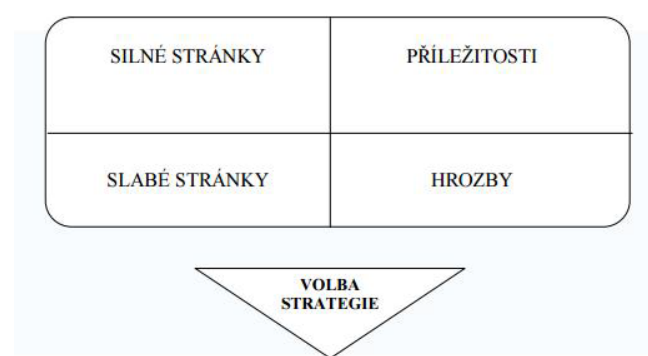 SILNÉ STRÁNKY
PŘÍLEŽITOSTI
SLABÉ STRÁNKY
HROZBY
VOLBA
STRATEGIE